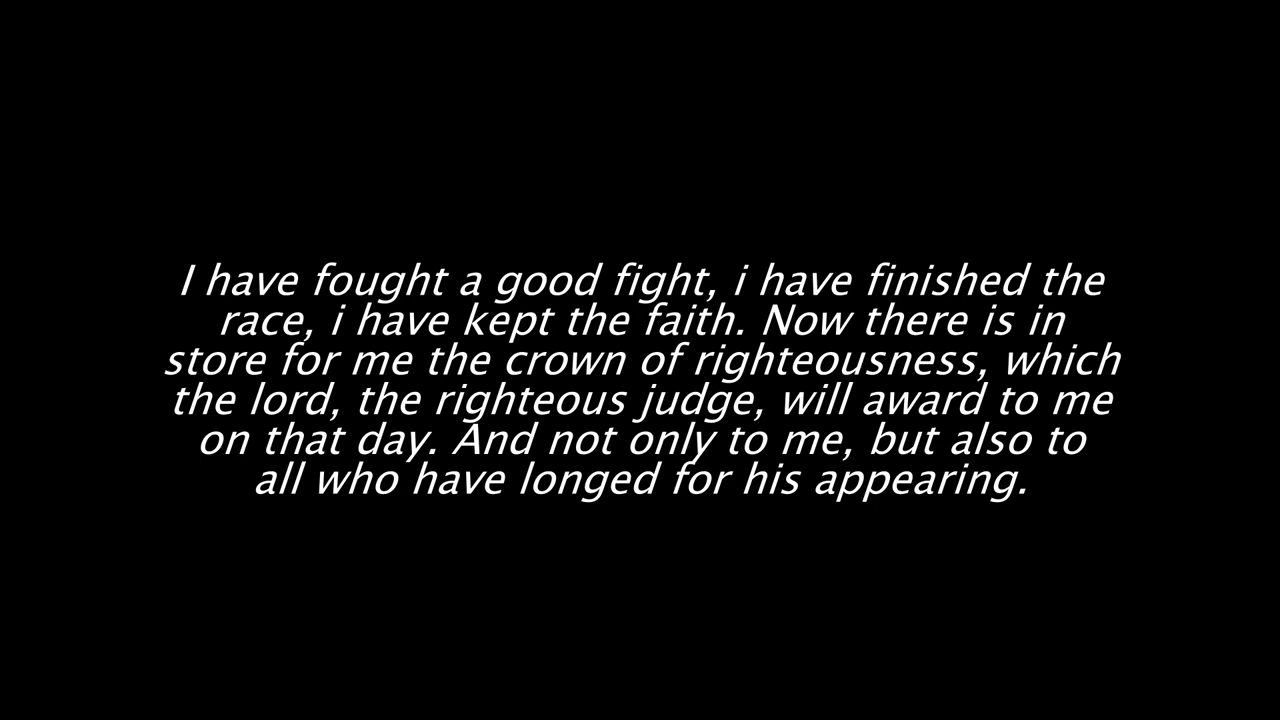 I have fought a good fight, i have finished the
race, i have kept the faith. Now there is in
store for me the crown of righteousness, which
the lord, the righteous judge, will award to me
on that day. And not only to me, but also to
all who have longed for his appearing.